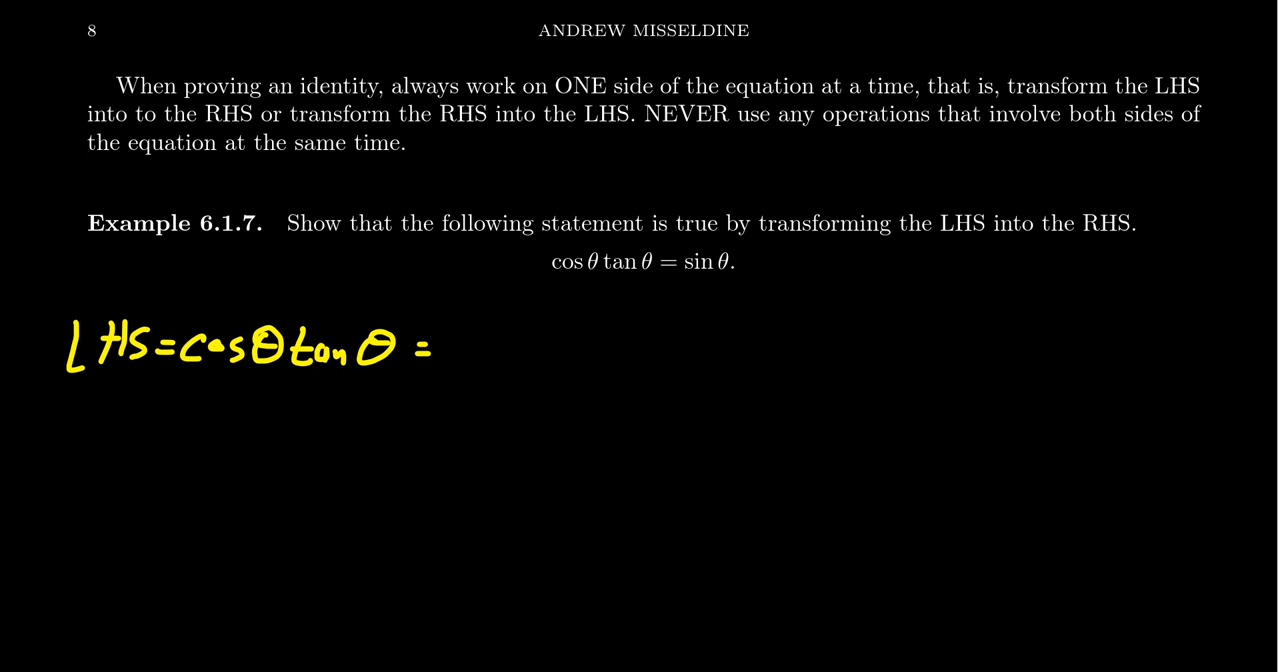 8
ANDREW MISSELDINE
When proving an identity, always work on ONE side of the equation at a time, that is, transform the LHS
into to the RHS or transform the RHS into the LHS. NEVER use any operations that involve both sides of
the equation at the same time.
Example 6.1.7. Show that the following statement is true by transforming the LHS into the RHS.
cos θ tan θ = sin θ.
LHS = cos θ tan θ =